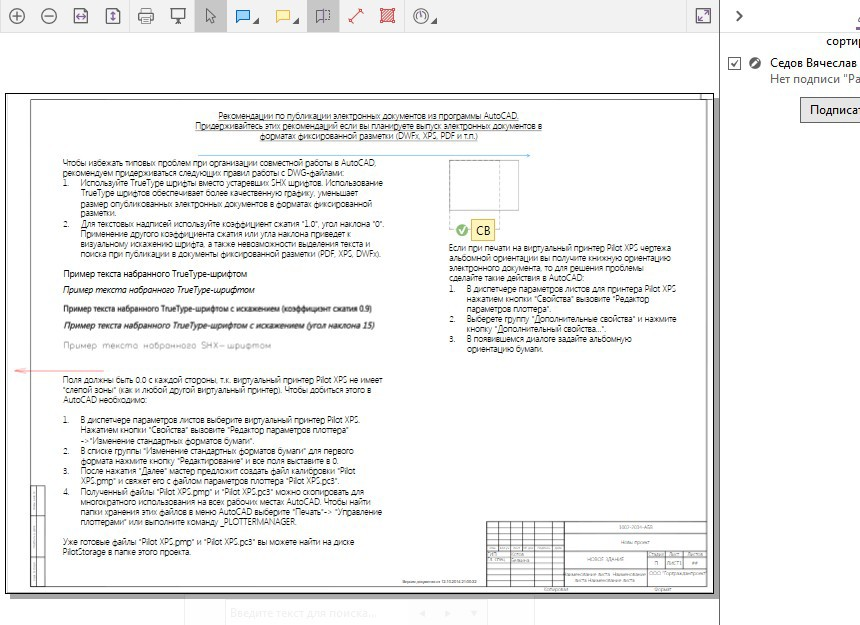 Рекомендации по публикации электронных документов из программы AutoCAD.
Придерживайтесь этих рекомендаций если вы планируете выпуск электронных документов в
форматах фиксированной разметки (DWFx, XPS, PDF и т.п.)
Чтобы избежать типовых проблем при организации совместной работы в AutoCAD,
рекомендуем придерживаться следующих правил работы с DWG-файлами:
1. Используйте TrueType шрифты вместо устаревших SHX шрифтов. Использование
TrueType шрифтов обеспечивает более качественную графику, уменьшает
размер опубликованных электронных документов в форматах фиксированной
разметки.
2. Для текстовых надписей используйте коэффициент сжатия "1.0", угол наклона "0".
Применение другого коэффициента сжатия или угла наклона приведет к
визуальному искажению шрифта, а также невозможности выделения текста и
поиска при публикации в документы фиксированной разметки (PDF, XPS, DWFx).
Пример текста набранного TrueType-шрифтом
Пример текста набранного TrueType-шрифтом
Пример текста набранного TrueType-шрифтом с искажением (коэффициэнт сжатия 0.9)
Пример текста набранного TrueType-шрифтом с искажением (угол наклона 15)
Пример текста набранного SHX-шрифтом
Поля должны быть 0.0 с каждой стороны, т.к. виртуальный принтер Pilot XPS не имеет
"слепой зоны" (как и любой другой виртуальный принтер). Чтобы добиться этого в
AutoCAD необходимо:
1. В диспетчере параметров листов выберите виртуальный принтер Pilot XPS.
Нажатием кнопки "Свойства" вызовите "Редактор параметров плоттера"
->"Изменение стандартных форматов бумаги".
2. В списке группы "Изменение стандартных форматов бумаги" для первого
формата нажмите кнопку "Редактирование" и все поля выставите в 0.
3. После нажатия "Далее" мастер предложит создать файл калибровки "Pilot
XPS.pmp" и свяжет его с файлом параметров плоттера "Pilot XPS.pc3".
4. Полученный файлы "Pilot XPS.pmp" и "Pilot XPS.pc3" можно скопировать для
многократного использования на всех рабочих местах AutoCAD. Чтобы найти
папки хранения этих файлов в меню AutoCAD выберите "Печать"-> "Управление
плоттерами" или выполните команду _PLOTTERMANAGER.
Уже готовые файлы "Pilot XPS.pmp" и "Pilot XPS.pc3" вы можете найти на диске
PilotStorage в папке этого проекта.
СВ
Если при печати на виртуальный принтер Pilot XPS чертежа
альбомной ориентации вы получите книжную ориентацию
электронного документа, то для решения проблемы
сделайте такие действия в AutoCAD:
1. В диспетчере параметров листов для принтера Pilot XPS
нажатием кнопки "Свойства" вызовите "Редактор
параметров плоттера".
2. Выберете группу "Дополнительные свойства" и нажмите
кнопку "Дополнительный свойства...".
3. В появившемся диалоге задайте альбомную
ориентацию бумаги.
Новый проект
НОВОЕ ЗДАНИЕ
Стадия Лист Листов
П ЛИСТ1 ##
Наименование листа. Наименование
листа. Наименование листа
ООО "Торгражданпроект"
Копировал
Формат
Введите текст для поиска...
сорти
Седов Вячеслав
Нет подписи "Ра
Подписат